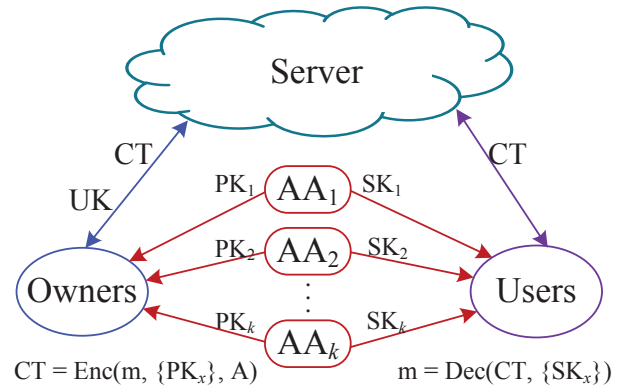 Server
CT
CT
UK
PK₁ AA₁ SK₁
PK₂ AA₂ SK₂
Owners
Users
⋮
PKₖ AAₖ SKₖ
CT = Enc(m, {PKₓ}, A)
m = Dec(CT, {SKₓ})